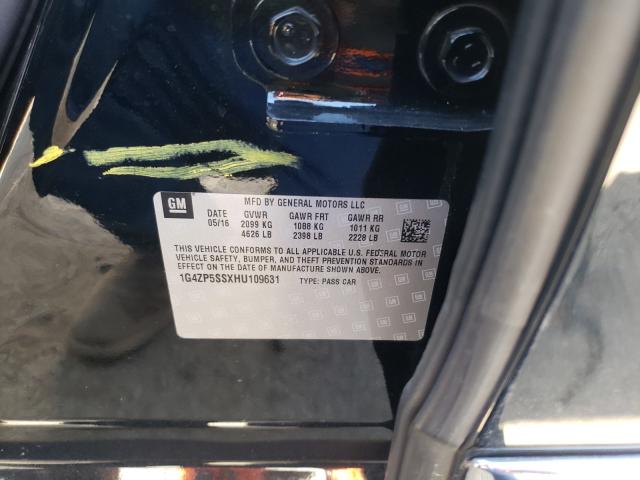 GM
MFD BY GENERAL MOTORS LLC
DATE GVWR GAWR FRT GAWR RR
05/16 2099 KG 1088 KG 1011 KG
4626 LB 2398 LB 2228 LB
THIS VEHICLE CONFORMS TO ALL APPLICABLE U.S. FEDERAL MOTOR
VEHICLE SAFETY, BUMPER, AND THEFT PREVENTION STANDARDS IN
EFFECT ON THE DATE OF MANUFACTURE SHOWN ABOVE.
1G4ZP5SSXHU109631 TYPE: PASS CAR